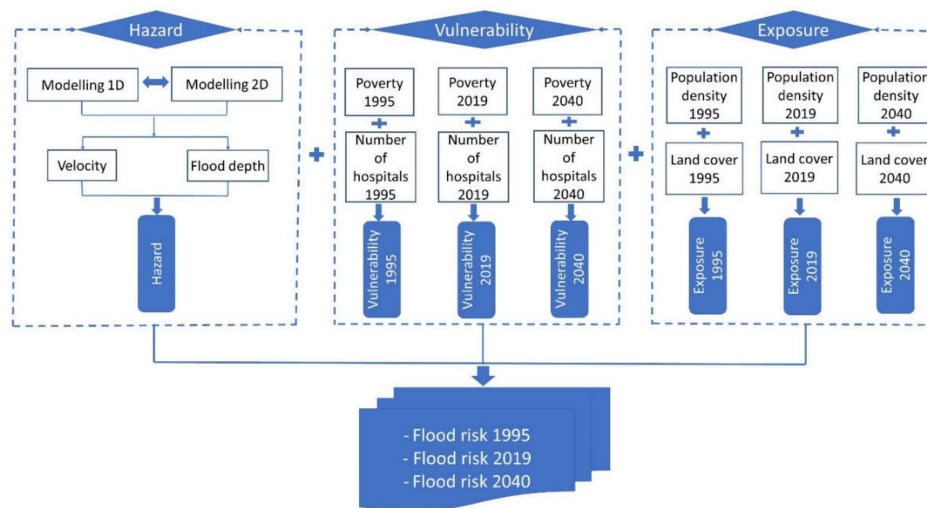 Hazard
Modelling 1D
Modelling 2D
Velocity
Flood depth
Hazard
Vulnerability
Poverty
1995
Poverty
2019
Poverty
2040
Number
of
hospitals
1995
Number
of
hospitals
2019
Number
of
hospitals
2040
Vulnerability
1995
Vulnerability
2019
Vulnerability
2040
Exposure
Population
density
1995
Population
density
2019
Population
density
2040
Land cover
1995
Land cover
2019
Land cover
2040
Exposure
1995
Exposure
2019
Exposure
2040
- Flood risk 1995
- Flood risk 2019
- Flood risk 2040